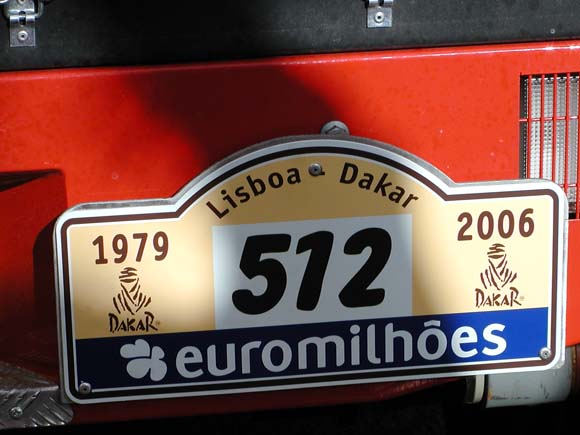 Lisboa - Dakar
1979
2006
512
DAKAR
DAKAR
euromilhões